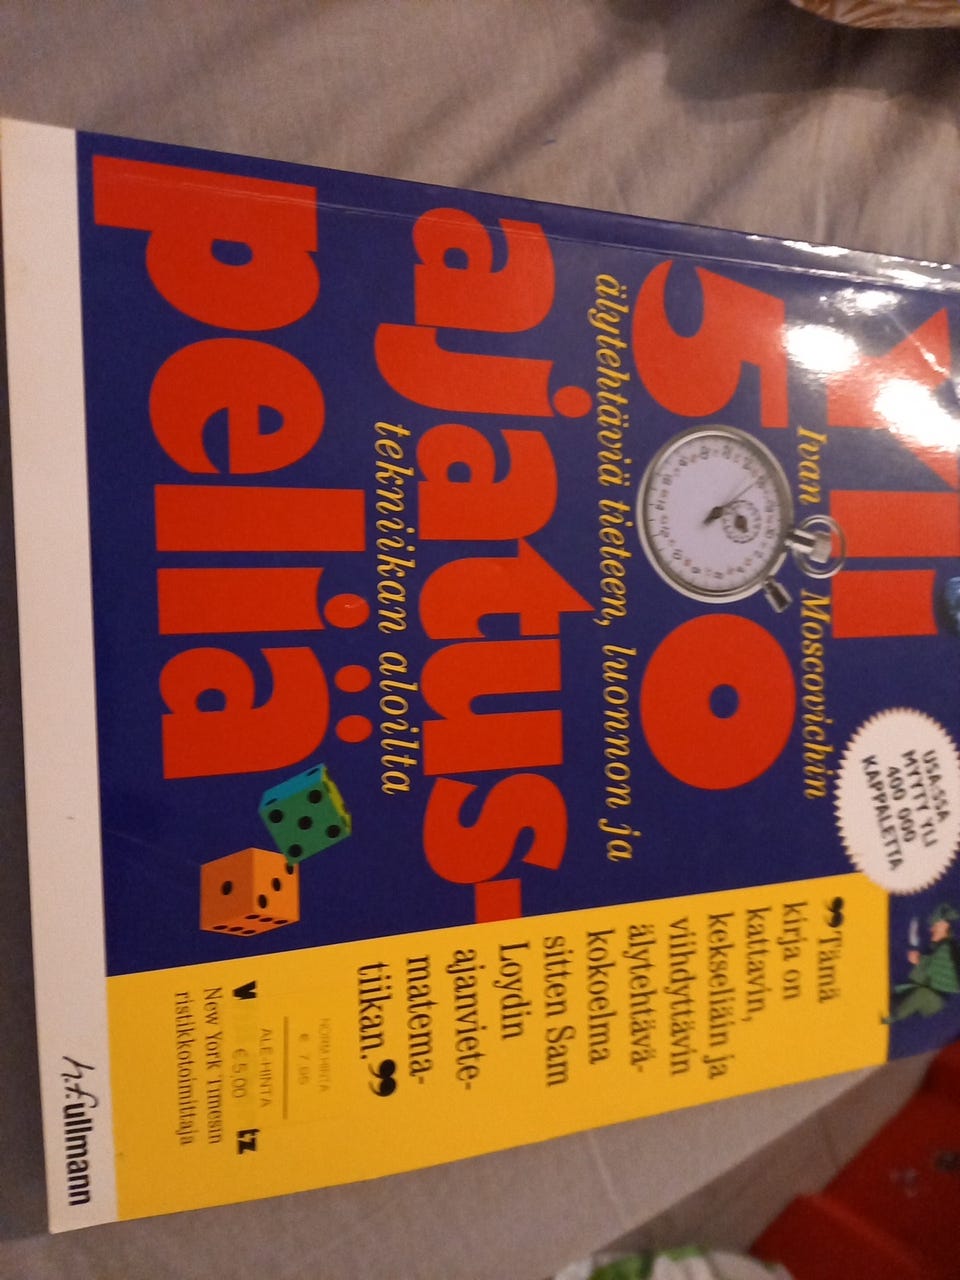 Yli
Ivan Moscovichin
500
älytehtäviä tieteen, luonnon ja
ajatus-
tekniikan aloilta
peliä
USA:SSA
MYYTY YLI
400 000
KAPPALETTA
”Tämä
kirja on
kattavin,
kekseliäin ja
viihdyttävin
älytehtävä-
kokoelma
sitten Sam
Loydin
ajanviete-
matema-
tiikan.”
NORM.HINTA
€ 7.95
ALE-HINTA
€ 5,00
New York Timesin
ristikkotoimittaja
h.f.ullmann